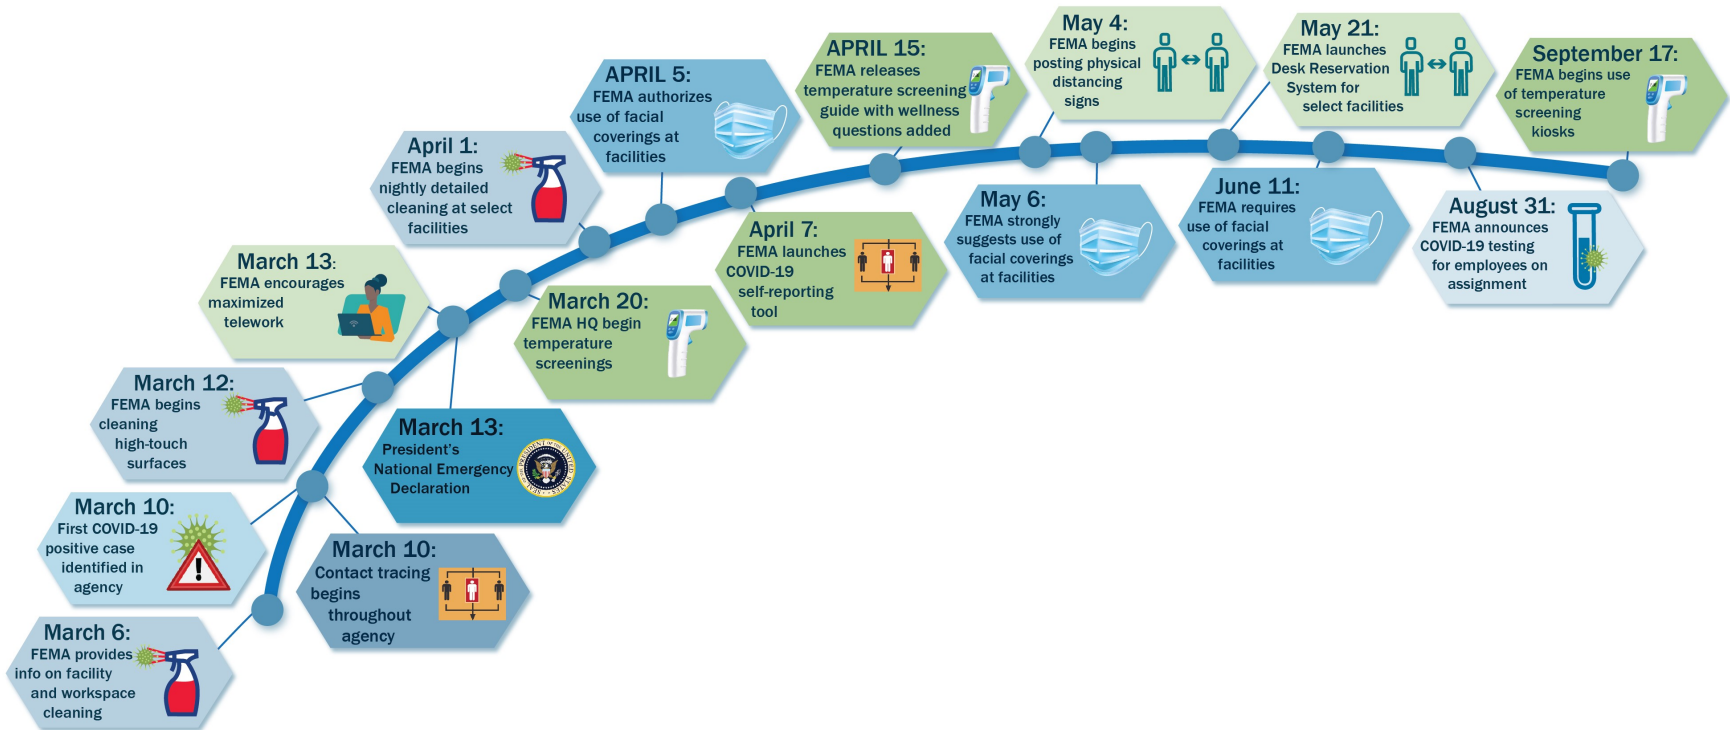 March 6:
FEMA provides
info on facility
and workspace
cleaning
March 10:
First COVID-19
positive case
identified in
agency
March 10:
Contact tracing
begins
throughout
agency
March 12:
FEMA begins
cleaning
high-touch
surfaces
March 13:
FEMA encourages
maximized
telework
March 13:
President's
National Emergency
Declaration
SEAL OF THE PRESIDENT OF THE UNITED STATES
March 20:
FEMA HQ begin
temperature
screenings
April 1:
FEMA begins
nightly detailed
cleaning at select
facilities
APRIL 5:
FEMA authorizes
use of facial
coverings at
facilities
April 7:
FEMA launches
COVID-19
self-reporting
tool
APRIL 15:
FEMA releases
temperature screening
guide with wellness
questions added
May 4:
FEMA begins
posting physical
distancing
signs
May 6:
FEMA strongly
suggests use of
facial coverings
at facilities
May 21:
FEMA launches
Desk Reservation
System for
select facilities
June 11:
FEMA requires
use of facial
coverings at
facilities
August 31:
FEMA announces
COVID-19 testing
for employees on
assignment
September 17:
FEMA begins use
of temperature
screening
kiosks